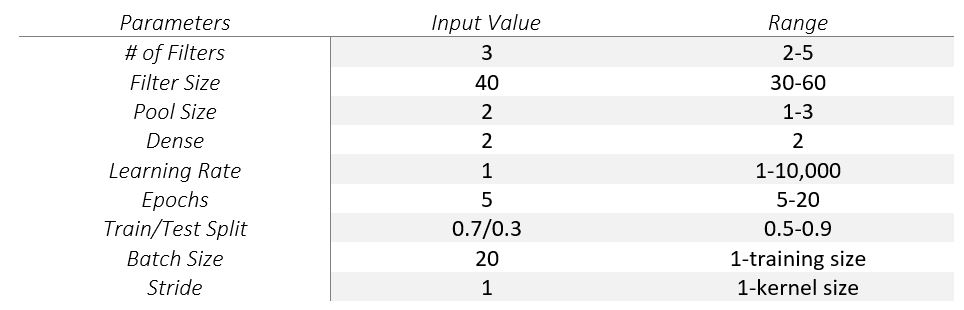 Parameters Input Value Range
# of Filters 3 2-5
Filter Size 40 30-60
Pool Size 2 1-3
Dense 2 2
Learning Rate 1 1-10,000
Epochs 5 5-20
Train/Test Split 0.7/0.3 0.5-0.9
Batch Size 20 1-training size
Stride 1 1-kernel size